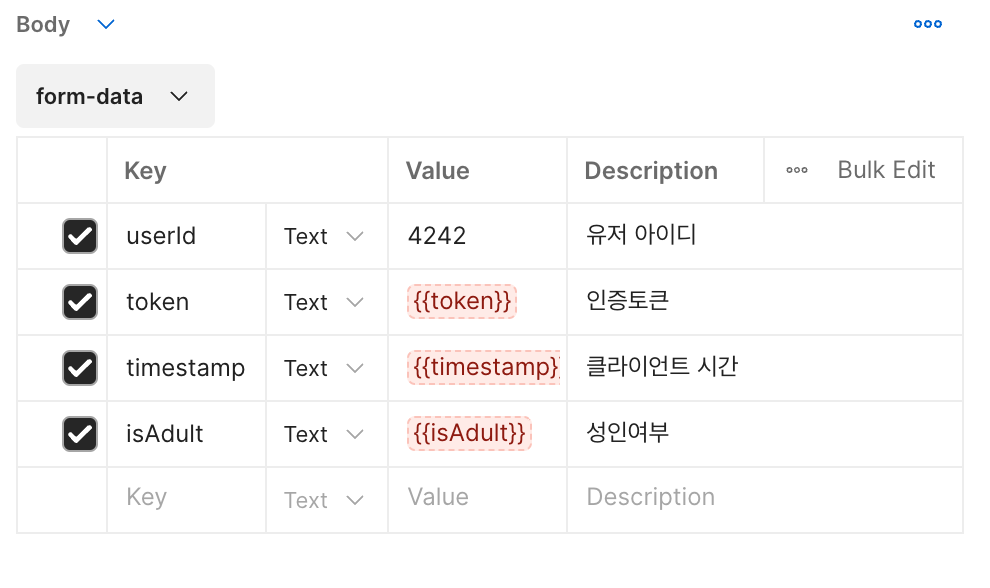 Body
form-data
Key Value Description Bulk Edit
userId Text 4242 유저 아이디
token Text {{token}} 인증토큰
timestamp Text {{timestamp} 클라이언트 시간
isAdult Text {{isAdult}} 성인여부
Key Text Value Description